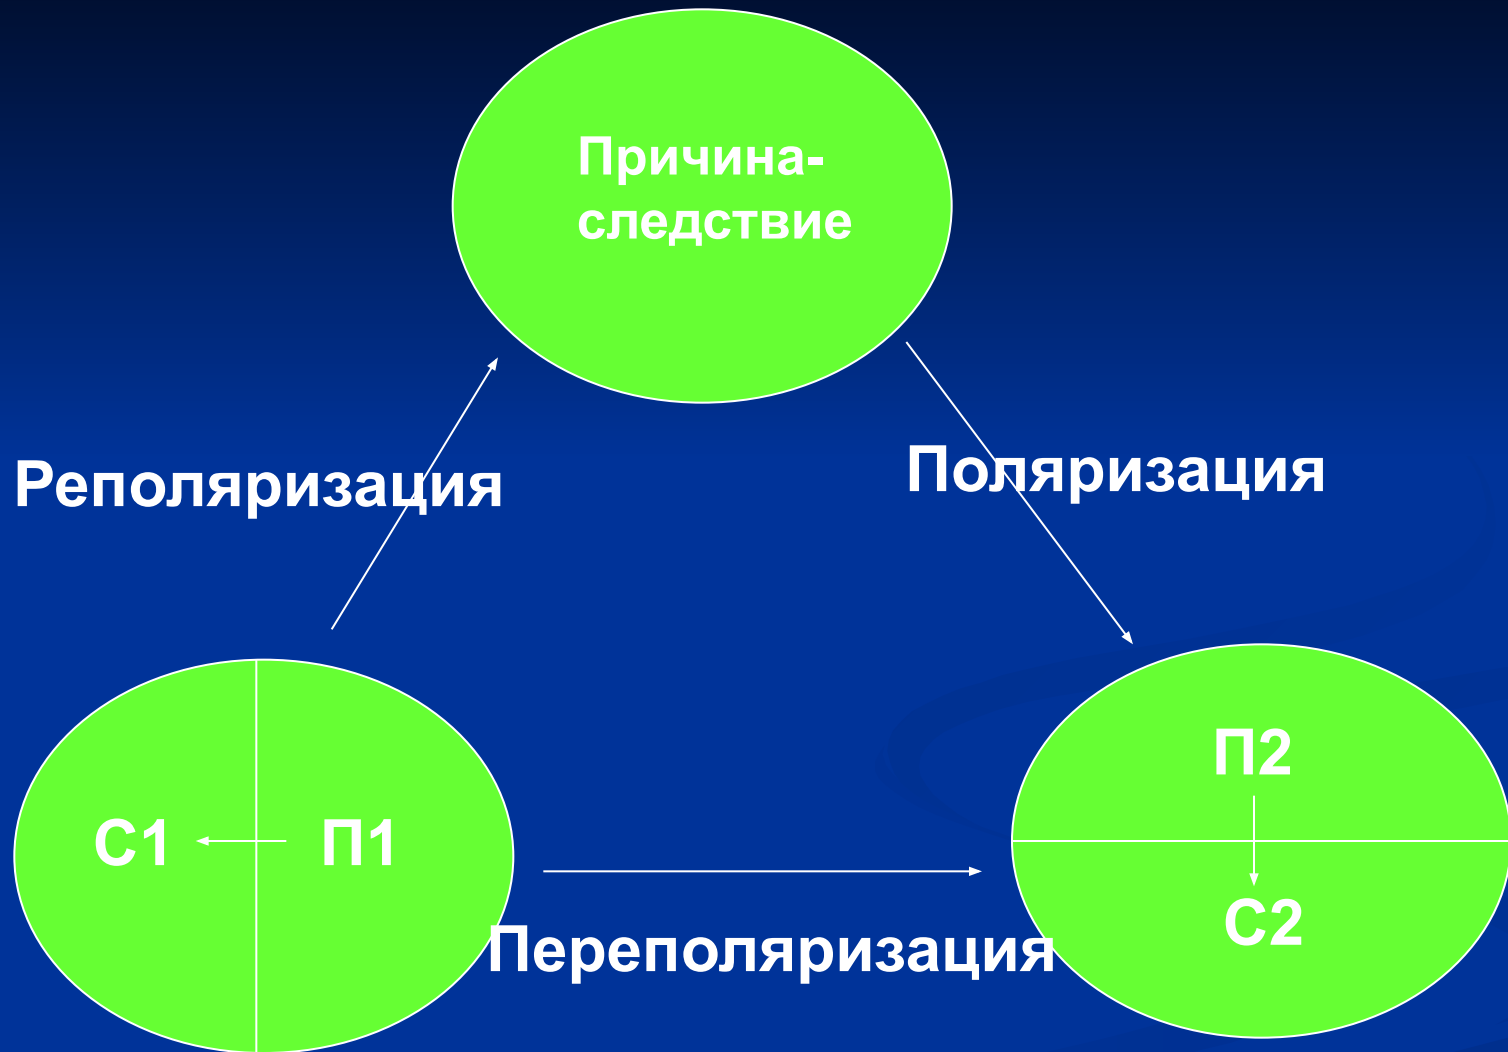 Причина-
следствие
Реполяризация
Поляризация
С1
П1
П2
С2
Переполяризация